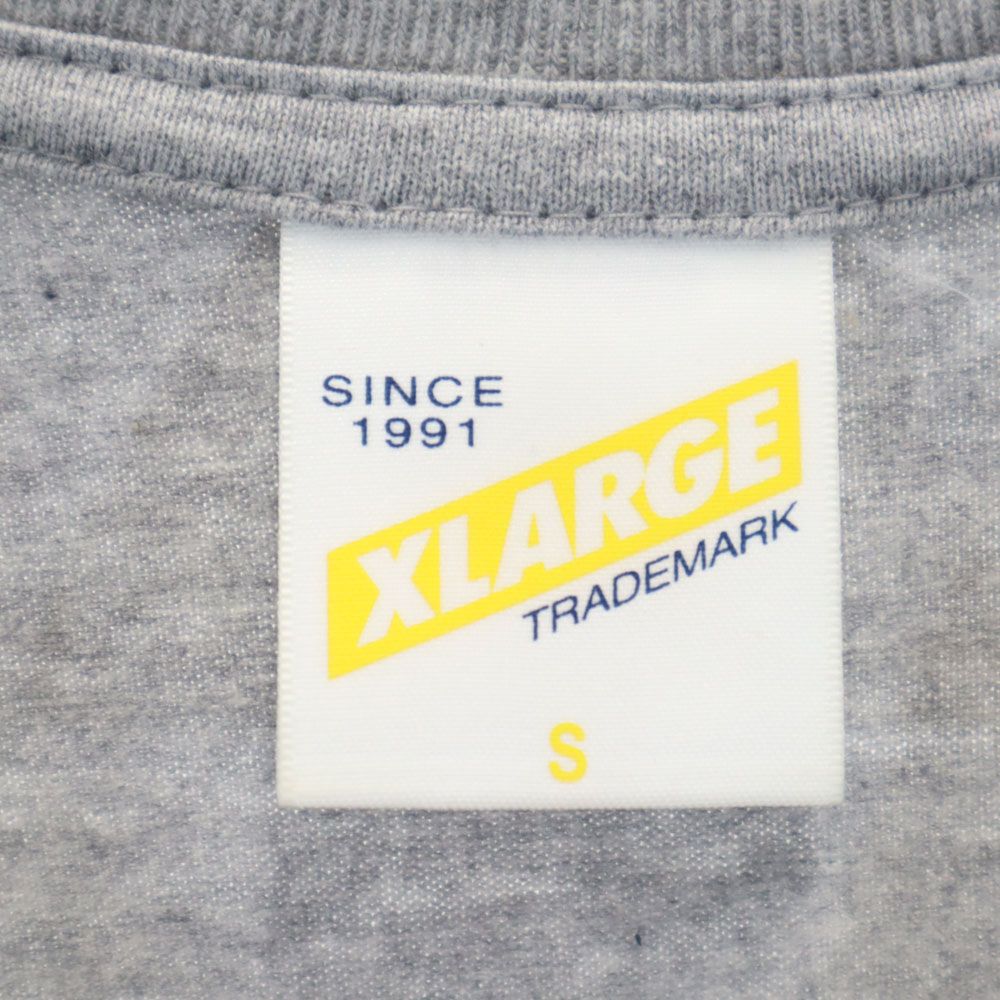 SINCE
1991
XLARGE
TRADEMARK
S